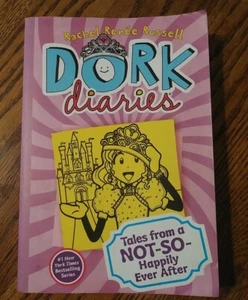 Rachel Renée Russell
DORK
diaries
Tales from a
NOT-SO-
Happily
Ever After
#1 New
York Times
Bestselling
Series